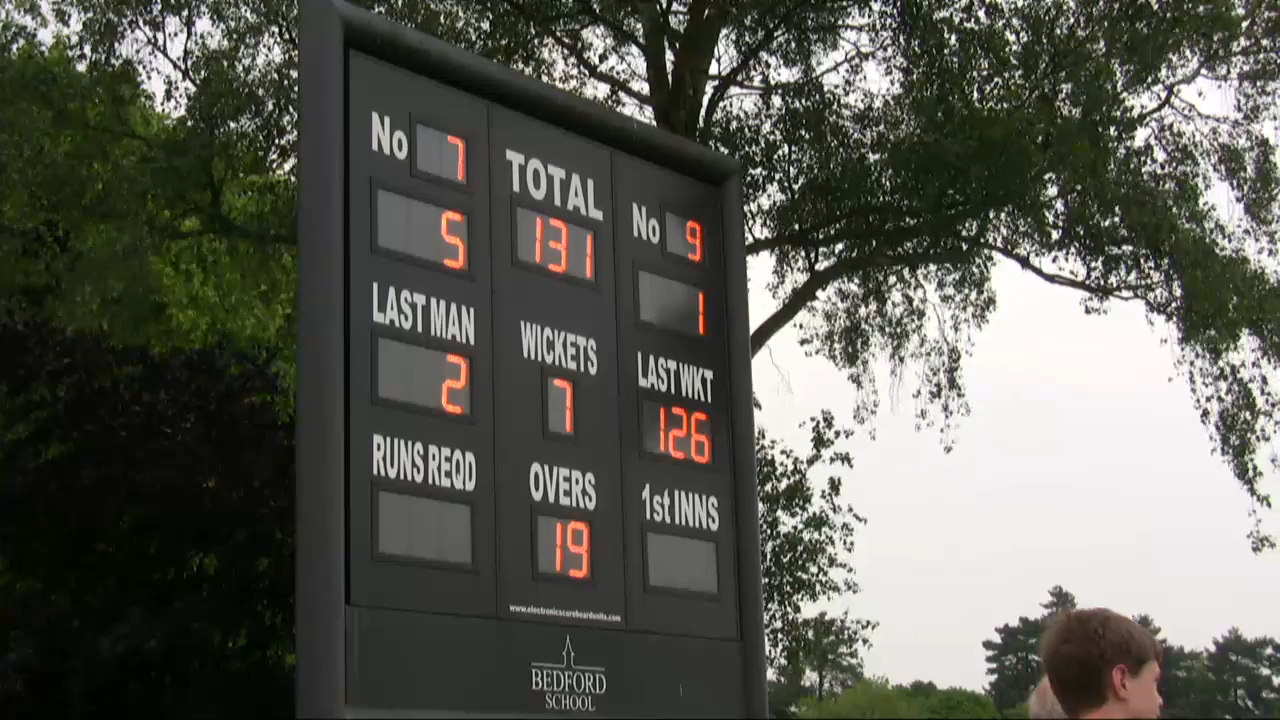 No 7
5
LAST MAN
2
RUNS REQD
TOTAL
131
WICKETS
7
OVERS
19
No 9
1
LAST WKT
126
1st INNS
www.electronicscoreboardunits.com
BEDFORD
SCHOOL